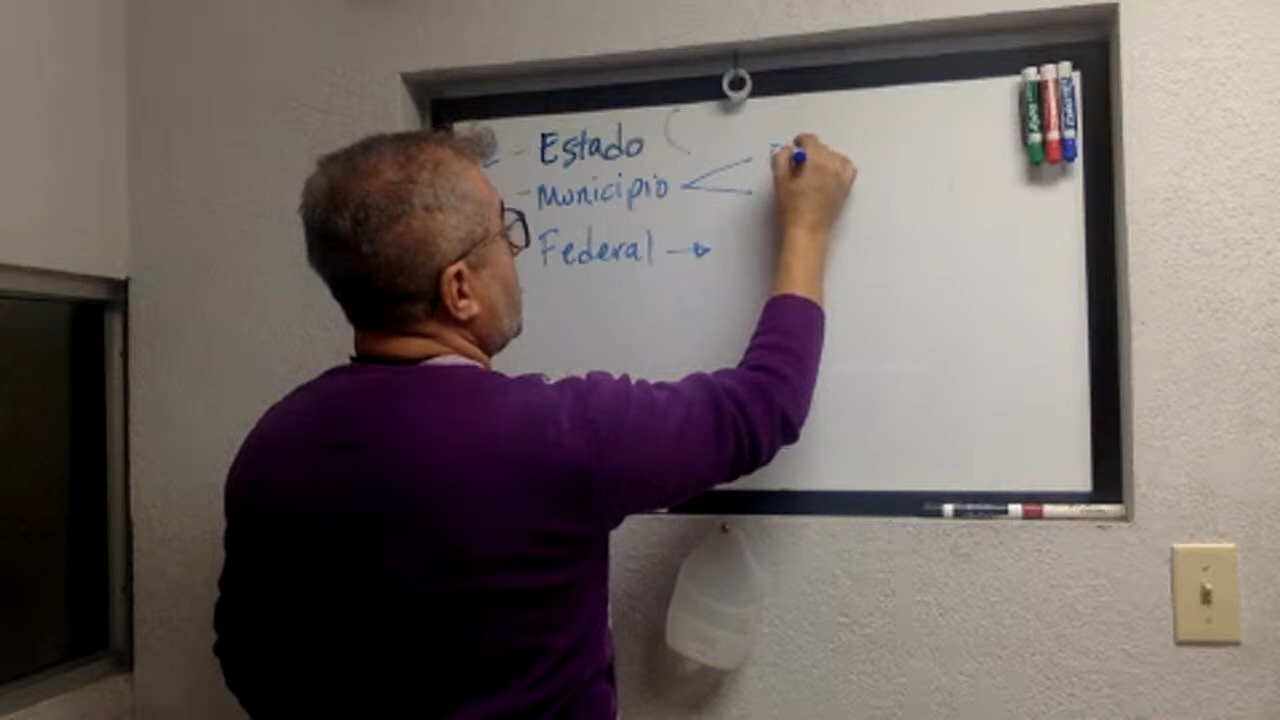 - Estado (
- Municipio
Federal →